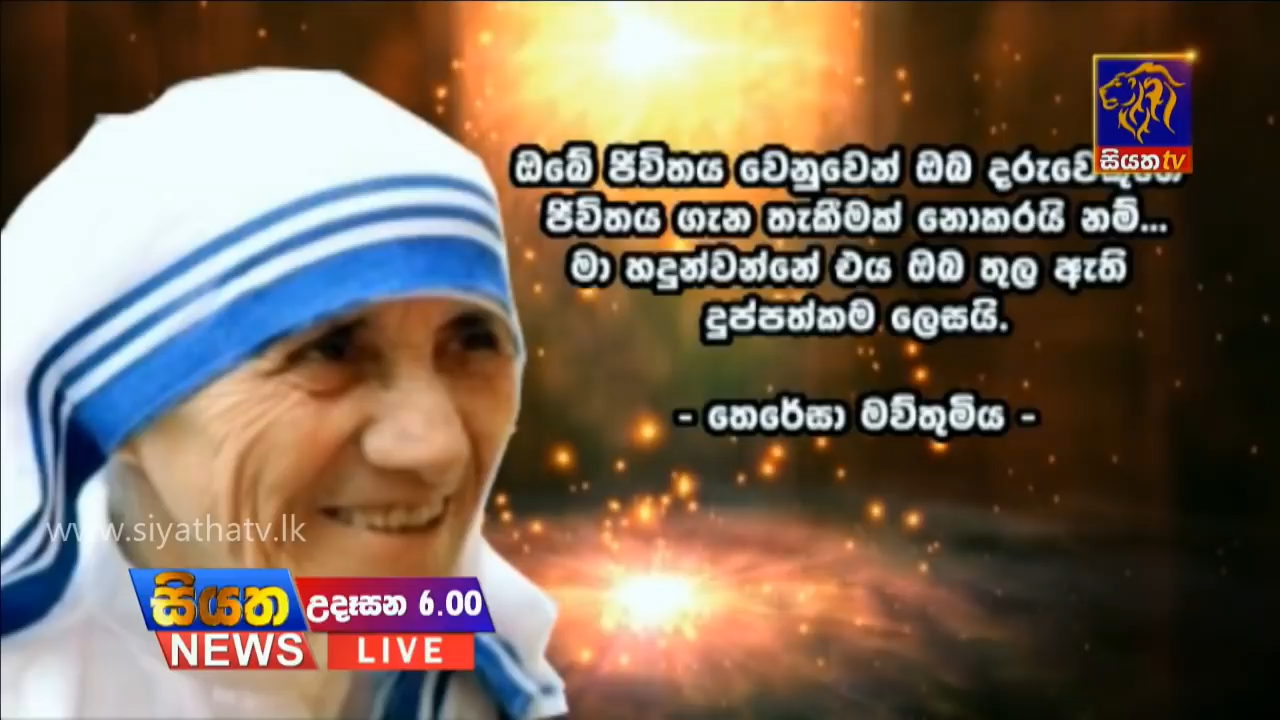 සියත tv
ඔබේ ජීවිතය වෙනුවෙන් ඔබ
ජීවිතය ගැන තැකීමක් නොකරයි නම්...
මා හඳුන්වන්නේ එය ඔබ තුල ඇති
දුප්පත්කම ලෙසයි.
- තෙරේසා මව්තුමිය -
www.siyathatv.lk
සියත උදෑසන 6.00
NEWS LIVE